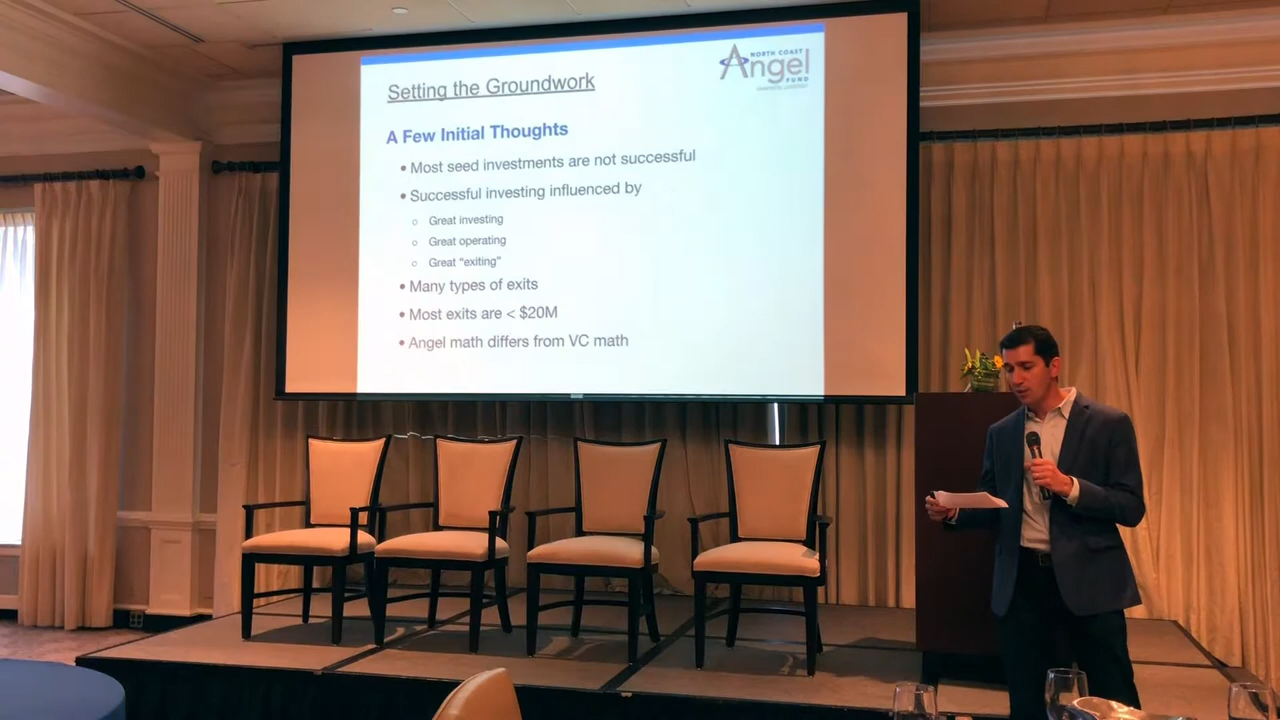 Setting the Groundwork
NORTH COAST
Angel
FUND
A Few Initial Thoughts
• Most seed investments are not successful
• Successful investing influenced by
○ Great investing
○ Great operating
○ Great “exiting”
• Many types of exits
• Most exits are < $20M
• Angel math differs from VC math